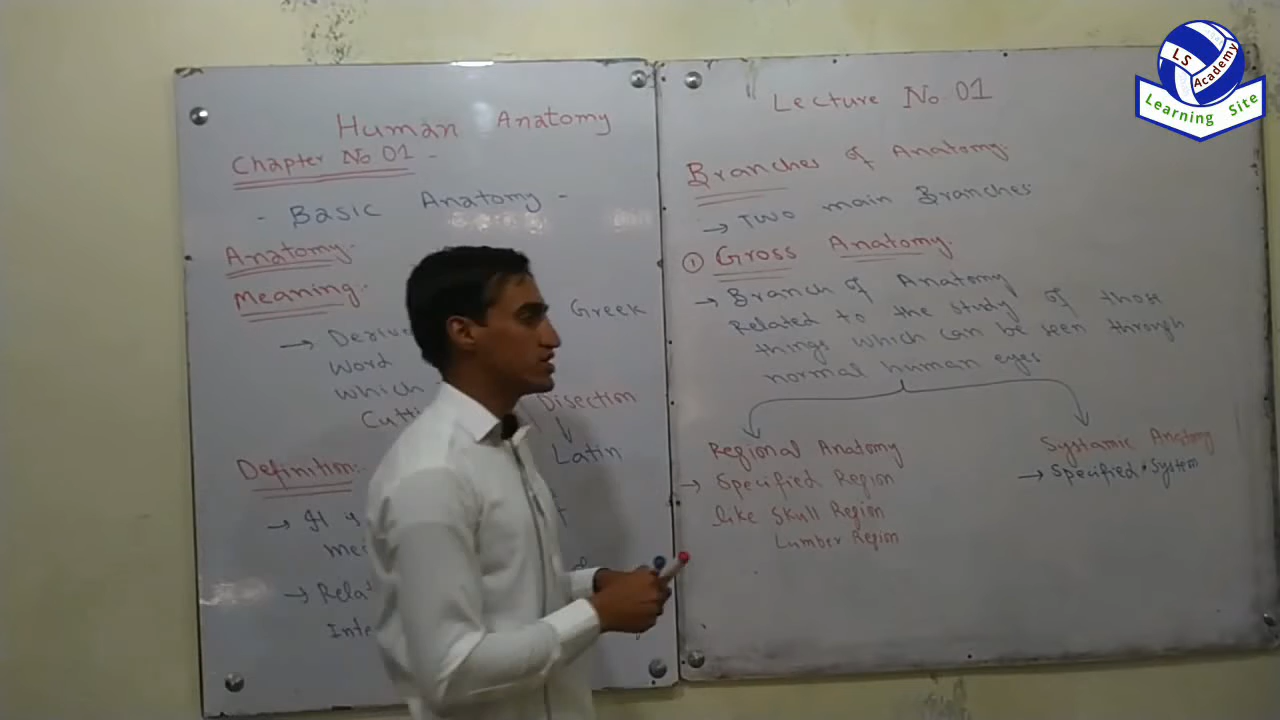 Human Anatomy
Chapter No 01 -
- Basic Anatomy -
Anatomy:-
Meaning:-
→ Derive Greek
Word
which
Cutti Disection
↓
Latin
Definition:-
→ It is
→ Rela
Inte
Lecture No 01
Branches of Anatomy:-
→ Two main Branches
① Gross Anatomy:-
→ Branch of Anatomy
Related to the study of those
things which can be seen through
normal human eyes
Regional Anatomy
→ Specified Region
like Skull Region
Lumber Region
Systamic Anatomy
→ Specified System
LS Academy
Learning Site